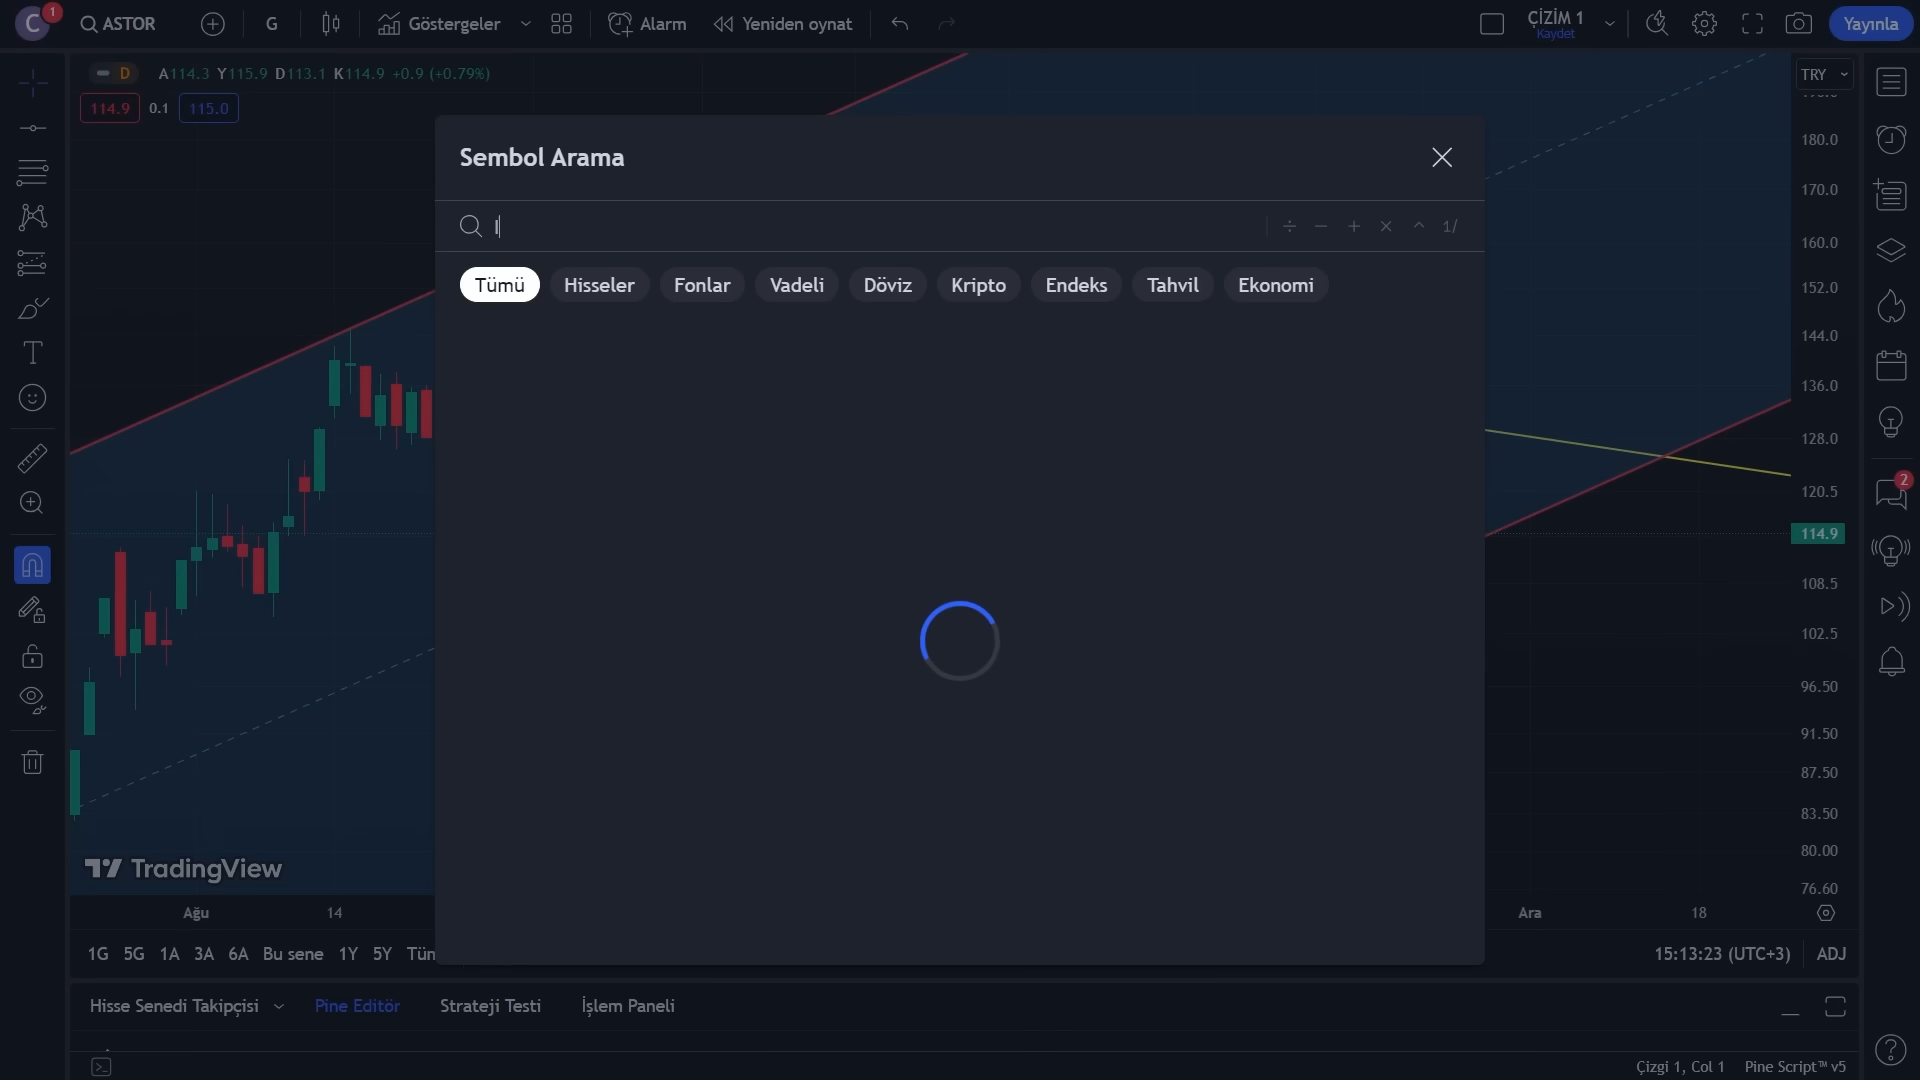 C 1 ASTOR G Göstergeler Alarm Yeniden oynat ÇİZİM 1 Kaydet Yayınla
D A114.3 Y115.9 D113.1 K114.9 +0.9 (+0.79%)
TRY
114.9 0.1 115.0
Sembol Arama
I
1/
Tümü Hisseler Fonlar Vadeli Döviz Kripto Endeks Tahvil Ekonomi
180.0
170.0
160.0
152.0
144.0
136.0
128.0
120.5
114.9
108.5
102.5
96.50
91.50
87.50
83.50
80.00
76.60
2
TradingView
Ağu 14 Ara 18
1G 5G 1A 3A 6A Bu sene 1Y 5Y Tüm
15:13:23 (UTC+3) ADJ
Hisse Senedi Takipçisi Pine Editör Strateji Testi İşlem Paneli
Çizgi 1, Col 1 Pine Script™ v5